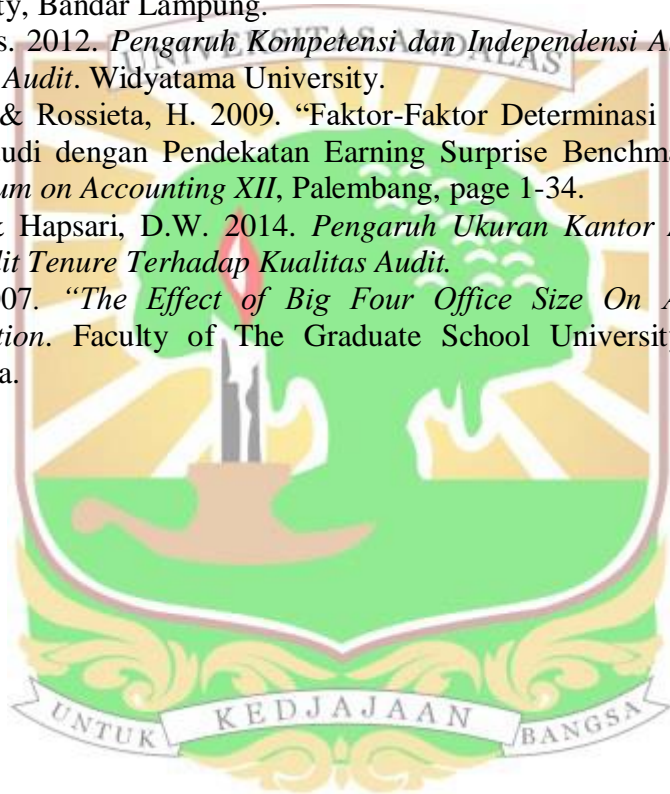 ty, Bandar Lampung.
s. 2012. Pengaruh Kompetensi dan Independensi A
UNIVERSITAS ANDALAS
Audit. Widyatama University.
& Rossieta, H. 2009. “Faktor-Faktor Determinasi
udi dengan Pendekatan Earning Surprise Benchma
um on Accounting XII, Palembang, page 1-34.
& Hapsari, D.W. 2014. Pengaruh Ukuran Kantor
dit Tenure Terhadap Kualitas Audit.
07. “The Effect of Big Four Office Size On A
tion. Faculty of The Graduate School University
a.
UNTUK KEDJAJAAN BANGSA